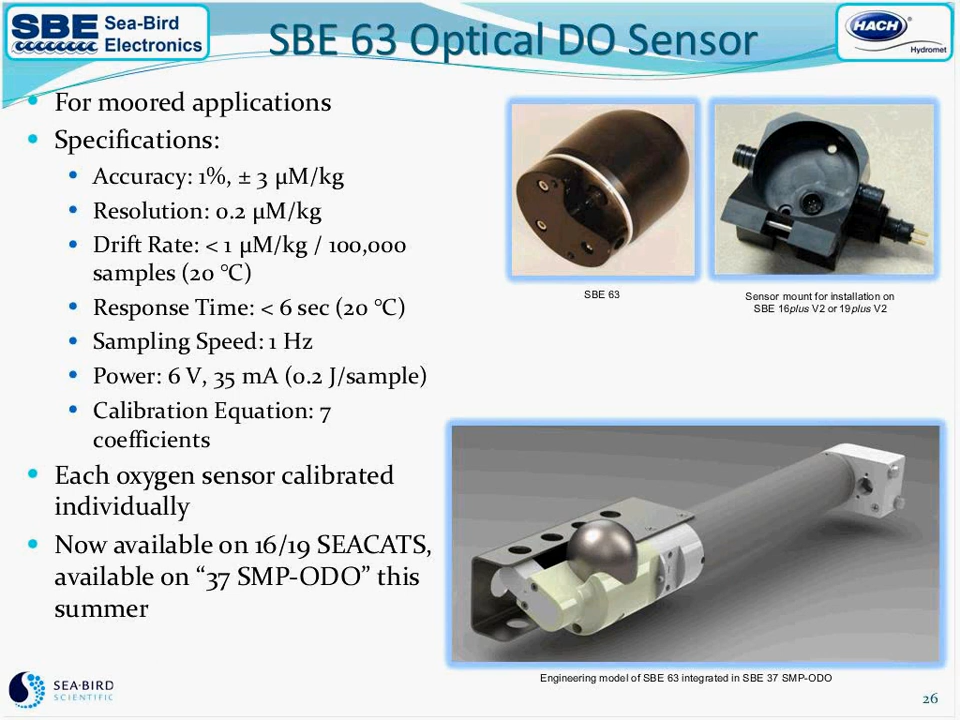 SBE Sea-Bird
Electronics
SBE 63 Optical DO Sensor
HACH®
Hydromet
• For moored applications
• Specifications:
• Accuracy: 1%, ± 3 µM/kg
• Resolution: 0.2 µM/kg
• Drift Rate: < 1 µM/kg / 100,000
samples (20 °C)
• Response Time: < 6 sec (20 °C)
• Sampling Speed: 1 Hz
• Power: 6 V, 35 mA (0.2 J/sample)
• Calibration Equation: 7
coefficients
• Each oxygen sensor calibrated
individually
• Now available on 16/19 SEACATS,
available on “37 SMP-ODO” this
summer
SBE 63
Sensor mount for installation on
SBE 16plus V2 or 19plus V2
Engineering model of SBE 63 integrated in SBE 37 SMP-ODO
SEA·BIRD
SCIENTIFIC
26